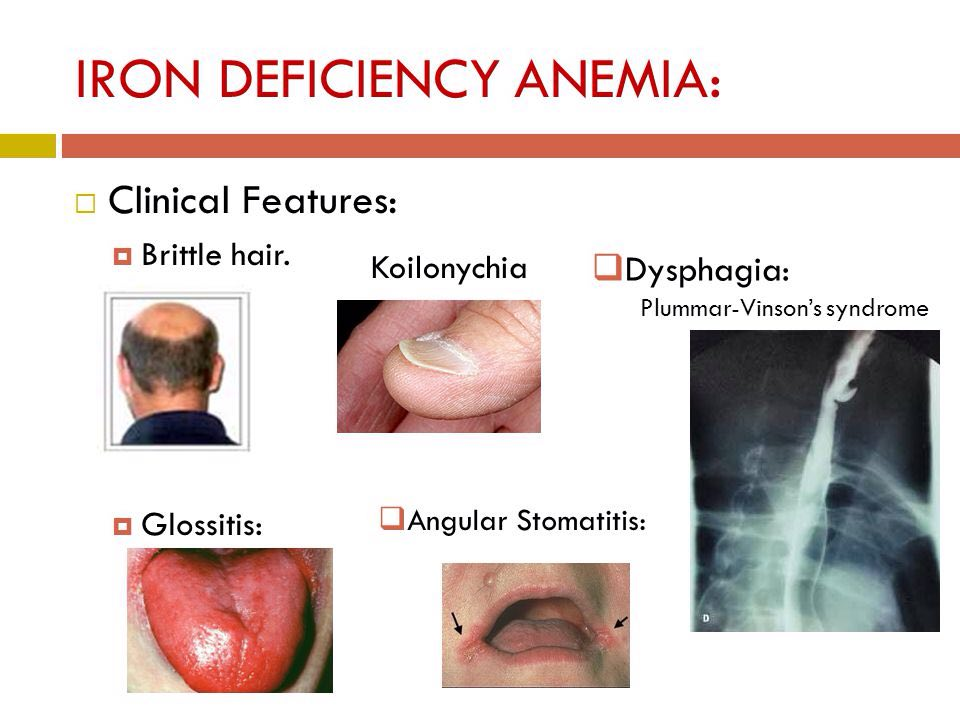 IRON DEFICIENCY ANEMIA:
Clinical Features:
Brittle hair.
Koilonychia
Dysphagia:
Plummar-Vinson's syndrome
Glossitis:
Angular Stomatitis:
D